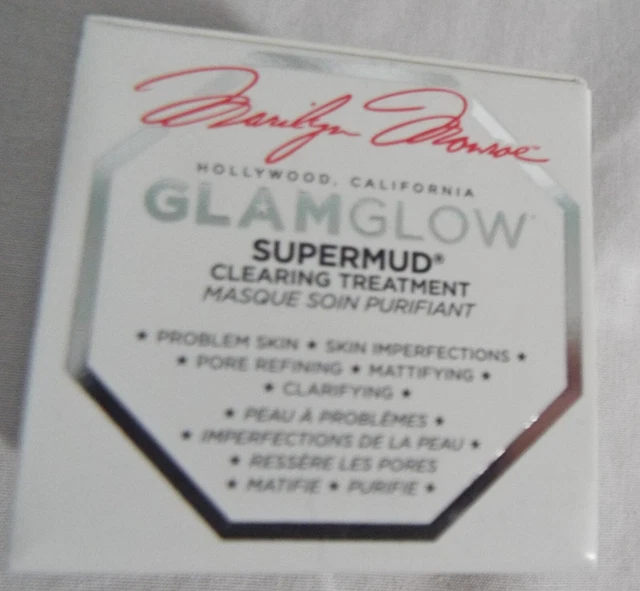 Marilyn Monroe
HOLLYWOOD, CALIFORNIA
GLAMGLOW
SUPERMUD®
CLEARING TREATMENT
MASQUE SOIN PURIFIANT
★ PROBLEM SKIN ★ SKIN IMPERFECTIONS ★
★ PORE REFINING ★ MATTIFYING ★
★ CLARIFYING ★
★ PEAU À PROBLÈMES ★
★ IMPERFECTIONS DE LA PEAU ★
★ RESSÈRE LES PORES
★ MATIFIE ★ PURIFIE ★